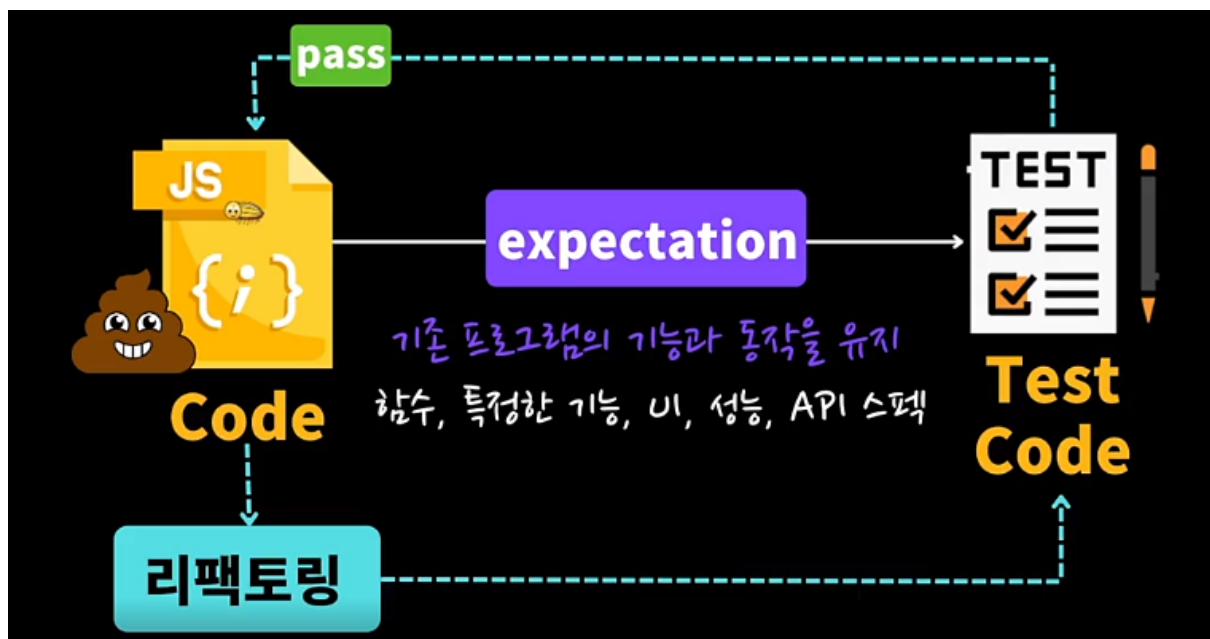 pass
JS
{;}
TEST
expectation
기존 프로그램의 기능과 동작을 유지
함수, 특정한 기능, UI, 성능, API 스펙
Code
Test
Code
리팩토링